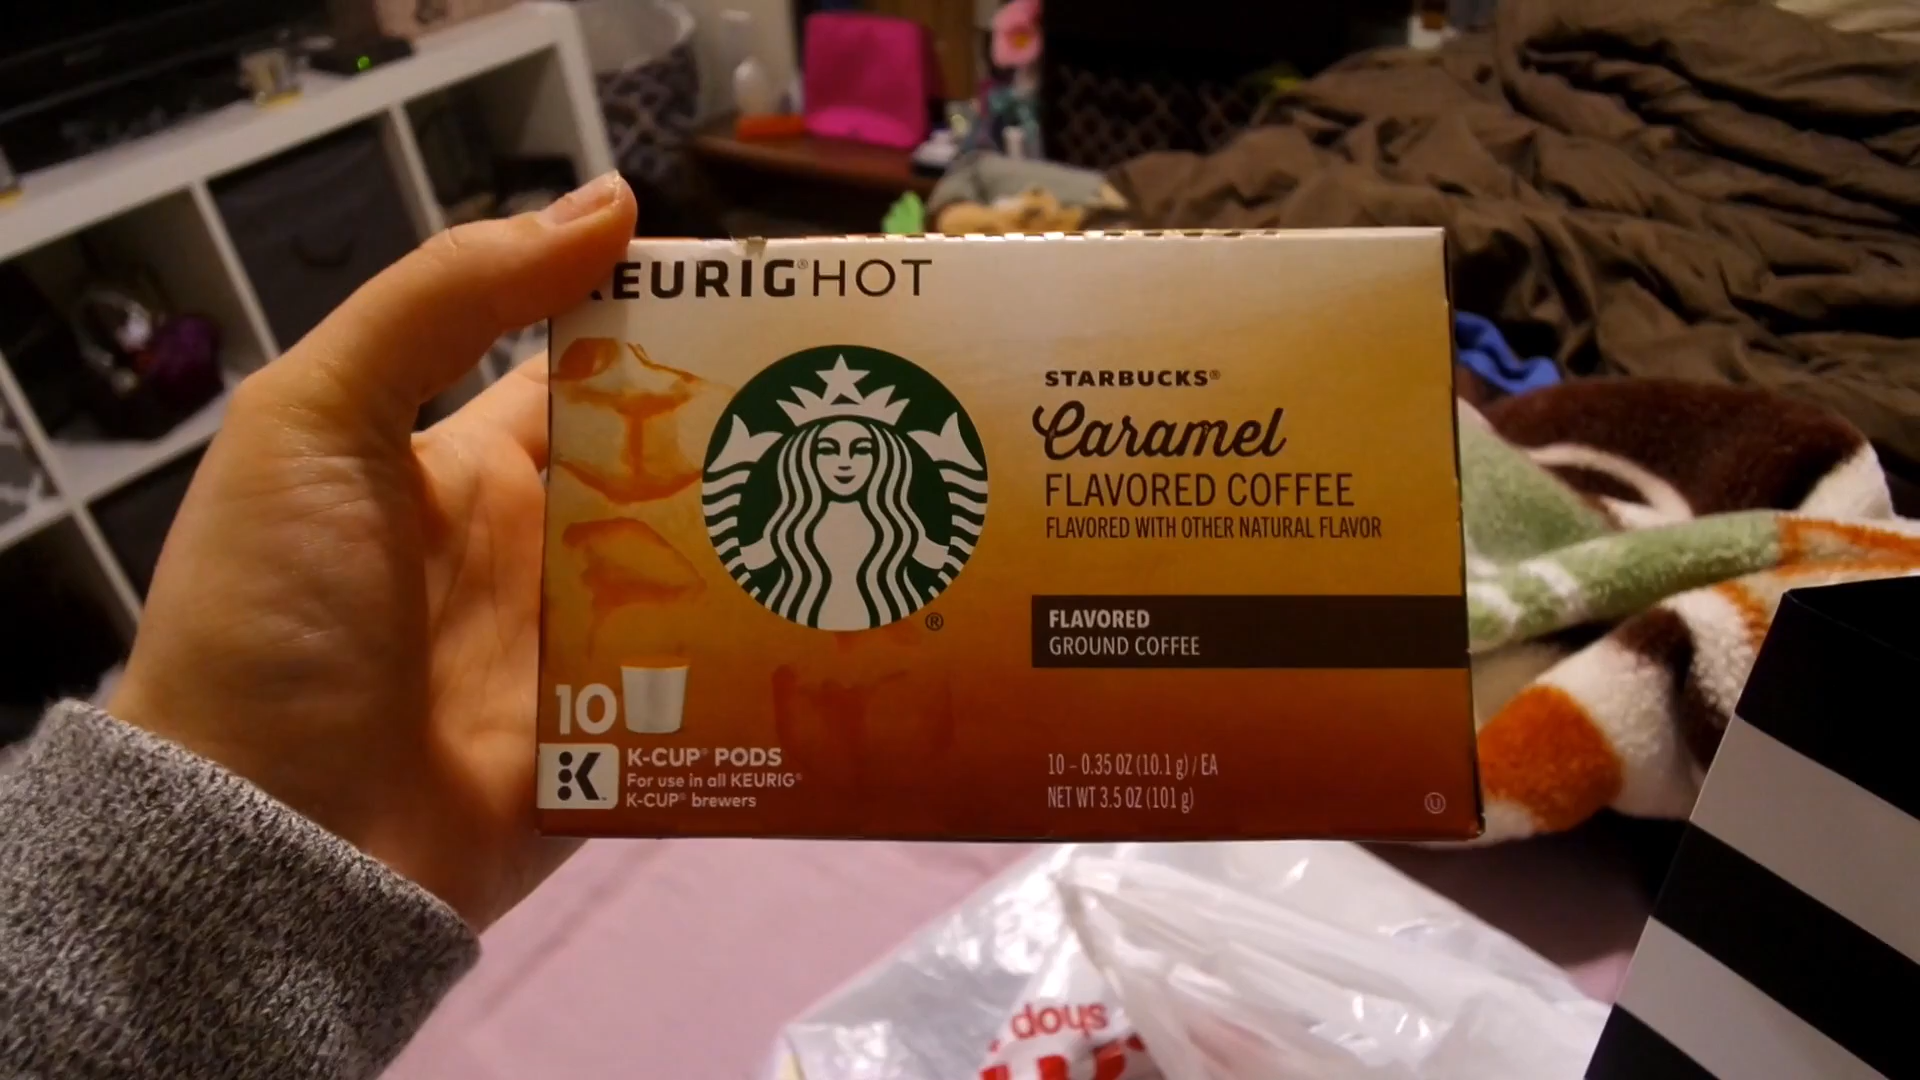 KEURIG® HOT
STARBUCKS®
Caramel
FLAVORED COFFEE
FLAVORED WITH OTHER NATURAL FLAVOR
FLAVORED
GROUND COFFEE
®
10
K
K-CUP® PODS
For use in all KEURIG®
K-CUP® brewers
10 – 0.35 OZ (10.1 g) / EA
NET WT 3.5 OZ (101 g)
U
shop